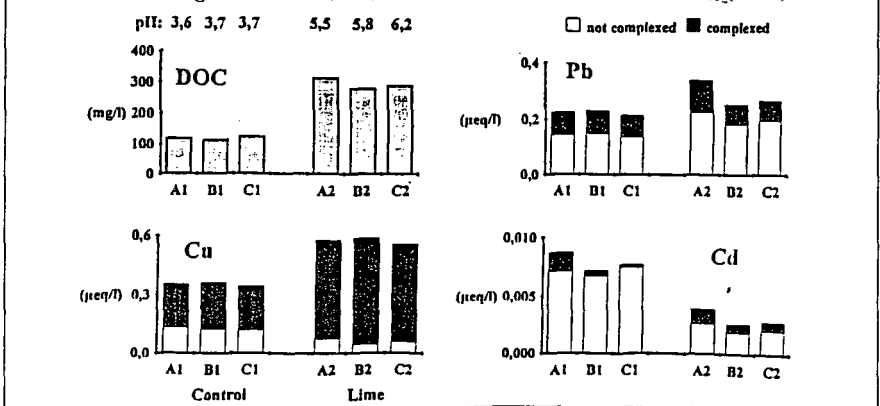 pH: 3,6 3,7 3,7 5,5 5,8 6,2
not complexed complexed
400
300
200
100
0
(mg/l)
DOC
A1 B1 C1 A2 B2 C2
0,4
0,2
0,0
(µeq/l)
Pb
A1 B1 C1 A2 B2 C2
0,6
0,3
0,0
(µeq/l)
Cu
A1 B1 C1 A2 B2 C2
Control Lime
0,010
0,005
0,000
(µeq/l)
Cd
A1 B1 C1 A2 B2 C2